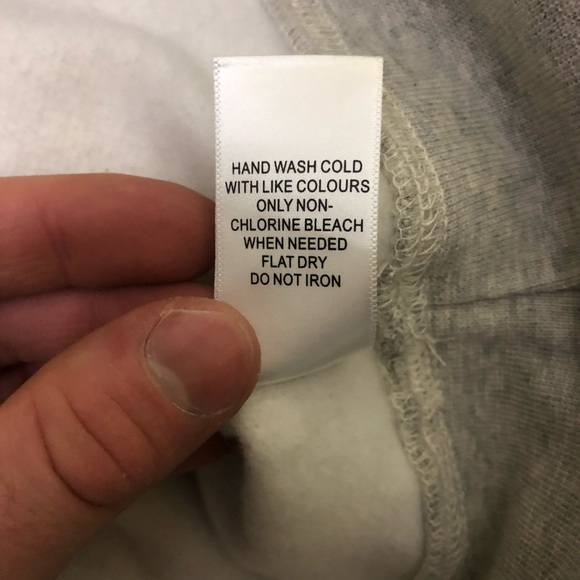 HAND WASH COLD
WITH LIKE COLOURS
ONLY NON-
CHLORINE BLEACH
WHEN NEEDED
FLAT DRY
DO NOT IRON